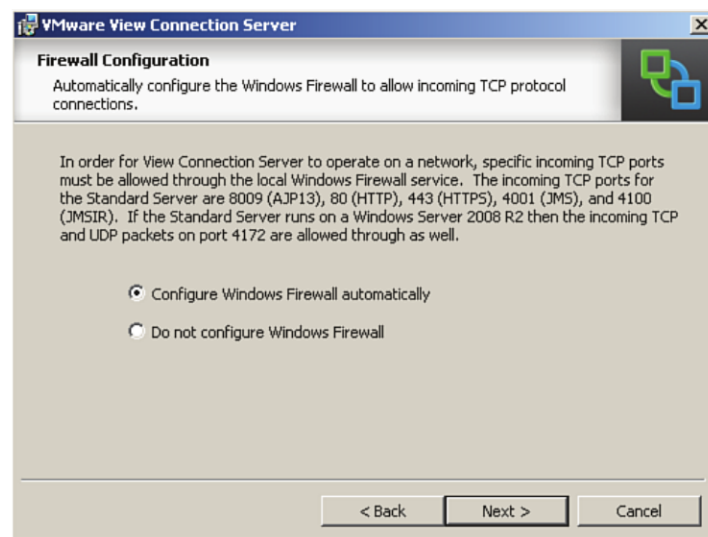 VMware View Connection Server
Firewall Configuration
Automatically configure the Windows Firewall to allow incoming TCP protocol
connections.
In order for View Connection Server to operate on a network, specific incoming TCP ports
must be allowed through the local Windows Firewall service. The incoming TCP ports for
the Standard Server are 8009 (AJP13), 80 (HTTP), 443 (HTTPS), 4001 (JMS), and 4100
(JMSIR). If the Standard Server runs on a Windows Server 2008 R2 then the incoming TCP
and UDP packets on port 4172 are allowed through as well.
Configure Windows Firewall automatically
Do not configure Windows Firewall
< Back
Next >
Cancel